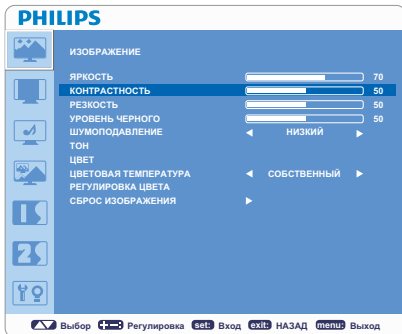 PHILIPS
ИЗОБРАЖЕНИЕ
ЯРКОСТЬ 70
КОНТРАСТНОСТЬ 50
РЕЗКОСТЬ 50
УРОВЕНЬ ЧЕРНОГО 50
ШУМОПОДАВЛЕНИЕ НИЗКИЙ
ТОН
ЦВЕТ
ЦВЕТОВАЯ ТЕМПЕРАТУРА СОБСТВЕННЫЙ
РЕГУЛИРОВКА ЦВЕТА
СБРОС ИЗОБРАЖЕНИЯ
Выбор Регулировка set: Вход exit: НАЗАД menu: Выход